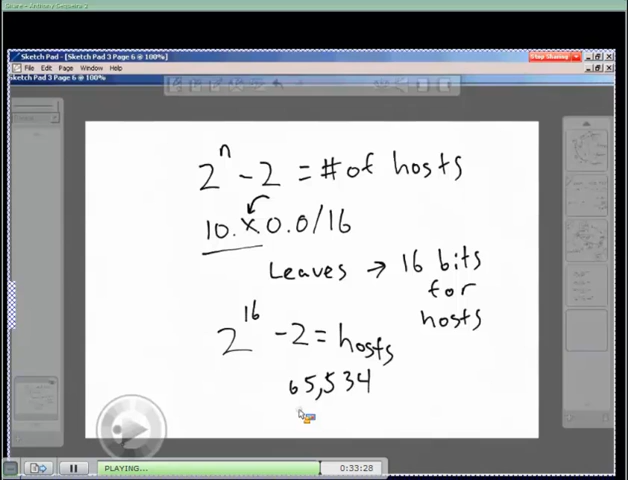 Sketch Pad - [Sketch Pad 3 Page 6 @ 100%]
Stop Sharing
File Edit Page Window Help
Sketch Pad 3 Page 6 @ 100%
2^n - 2 = # of hosts
10.x 0.0/16
Leaves → 16 bits
for
hosts
2^16 - 2 = hosts
65,534
PLAYING...
0:33:28